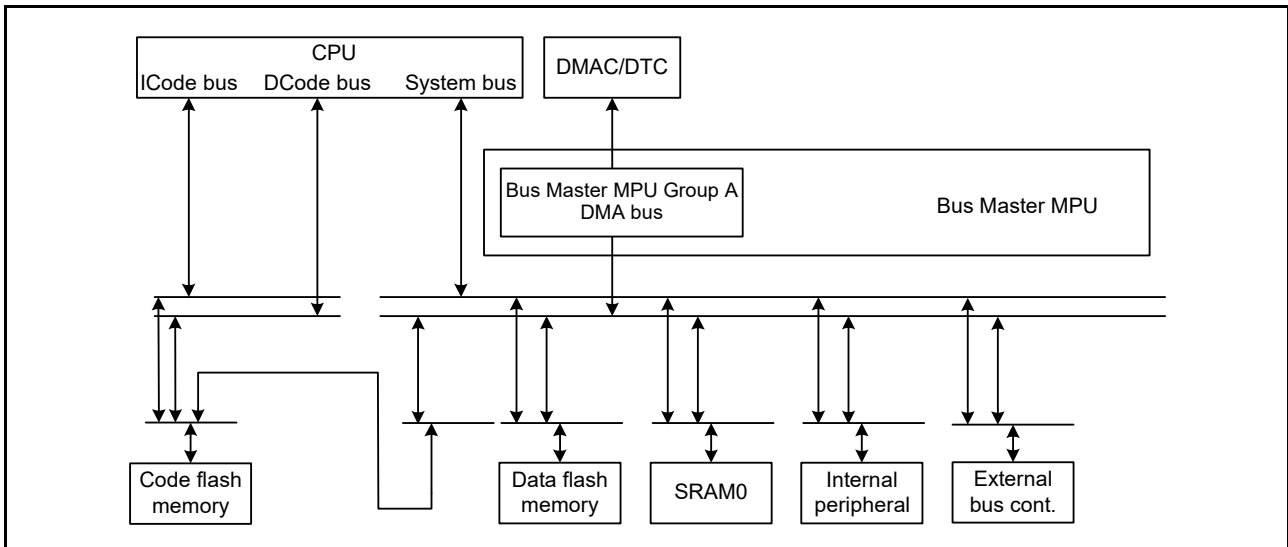 CPU
ICode bus DCode bus System bus
DMAC/DTC
Bus Master MPU Group A
DMA bus
Bus Master MPU
Code flash
memory
Data flash
memory
SRAM0
Internal
peripheral
External
bus cont.